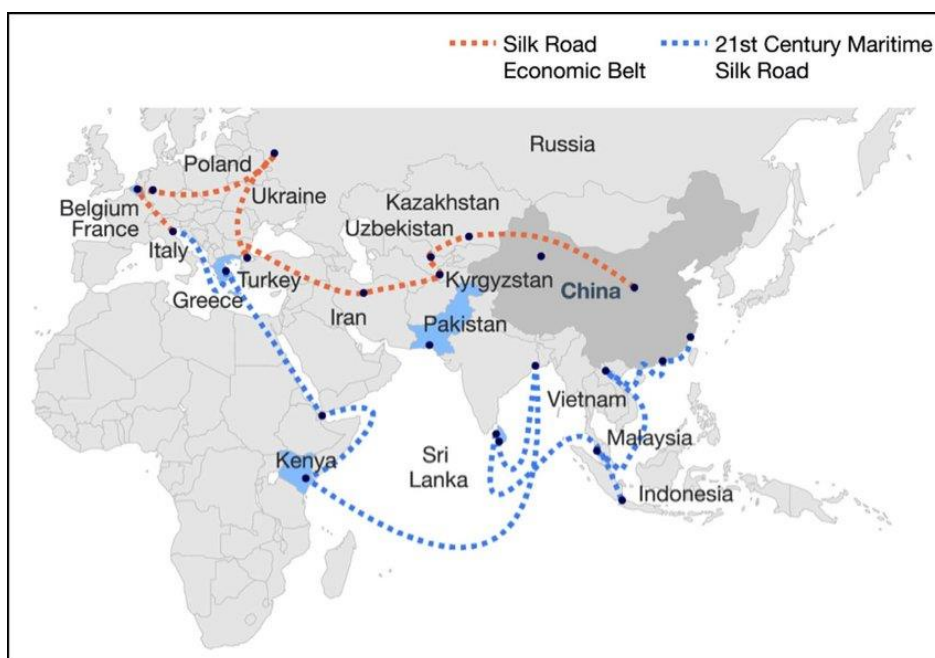 Silk Road
Economic Belt
21st Century Maritime
Silk Road
Russia
Poland
Ukraine
Kazakhstan
Uzbekistan
Belgium
France
Italy
Turkey
Kyrgyzstan
China
Greece
Iran
Pakistan
Vietnam
Malaysia
Kenya
Sri
Lanka
Indonesia